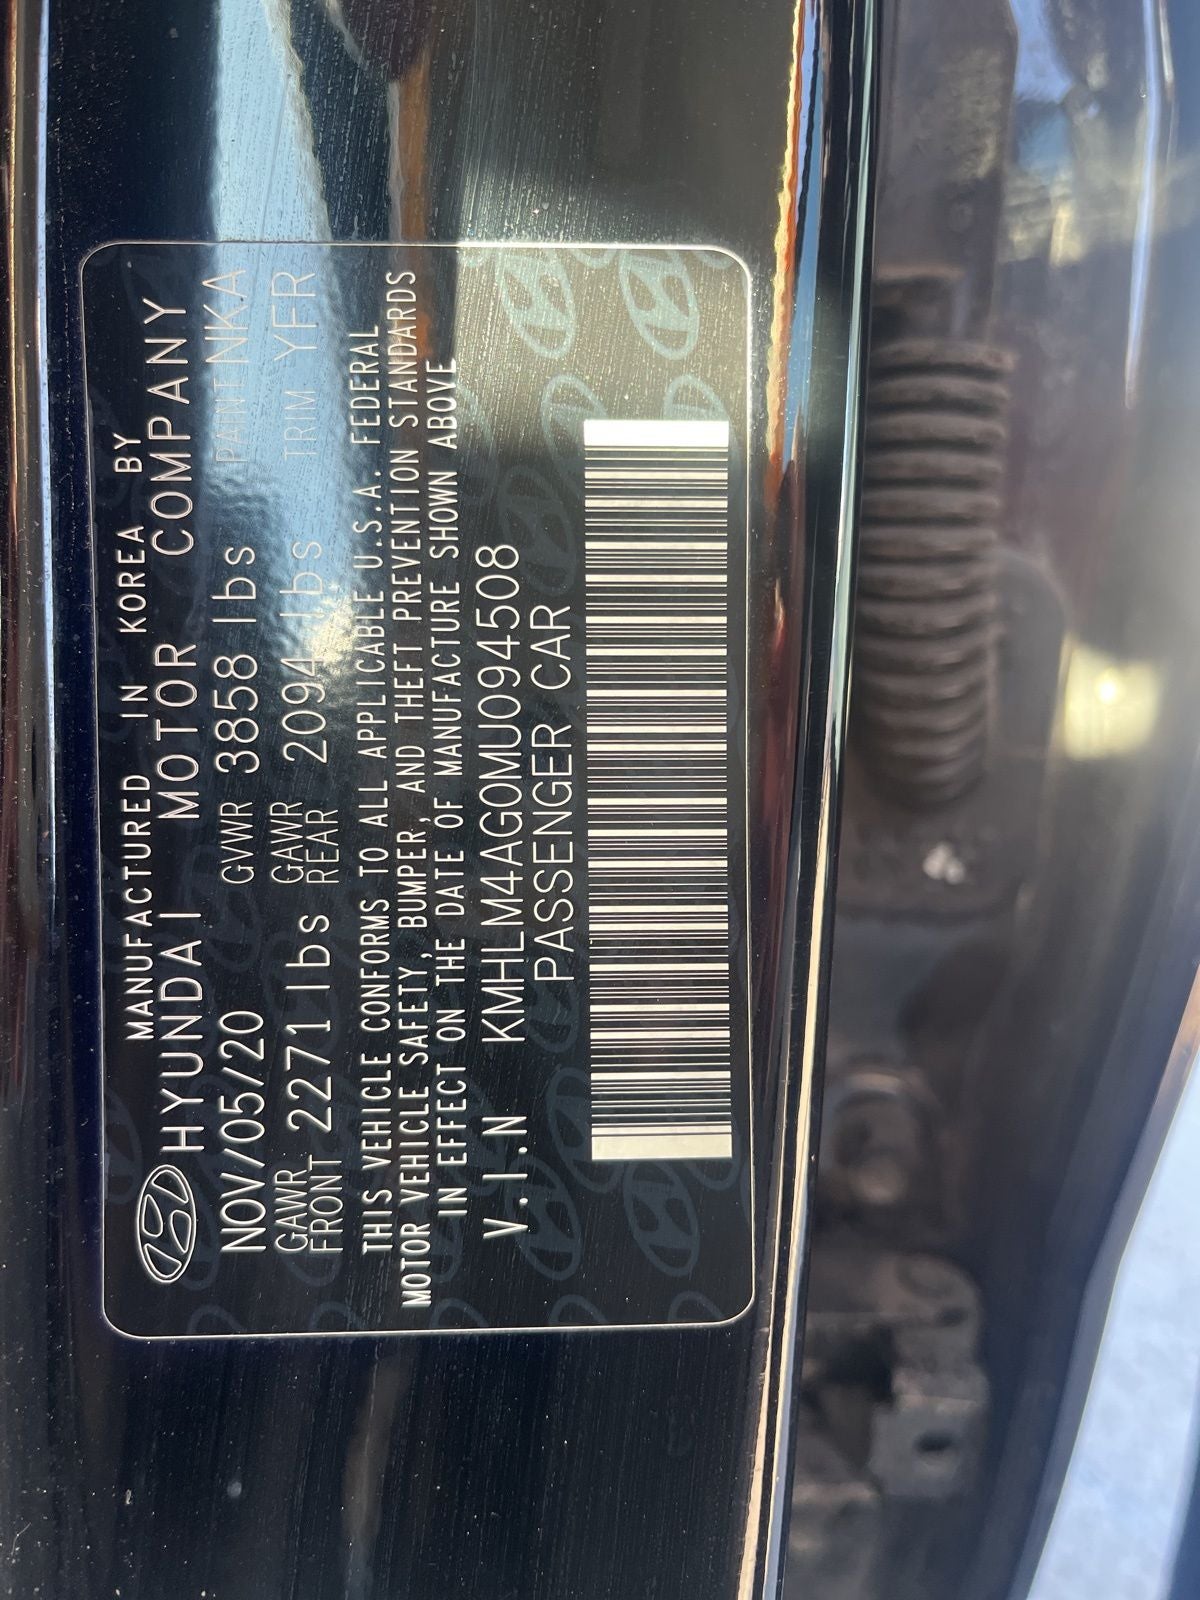 MANUFACTURED IN KOREA BY
HYUNDAI MOTOR COMPANY
NOV/05/20 GVWR 3858 lbs PAINT NKA
GAWR FRONT 2271 lbs GAWR REAR 2094 lbs TRIM YFR
THIS VEHICLE CONFORMS TO ALL APPLICABLE U.S.A. FEDERAL
MOTOR VEHICLE SAFETY, BUMPER, AND THEFT PREVENTION STANDARDS
IN EFFECT ON THE DATE OF MANUFACTURE SHOWN ABOVE
V.I.N KMHLM4AG0MU094508
PASSENGER CAR